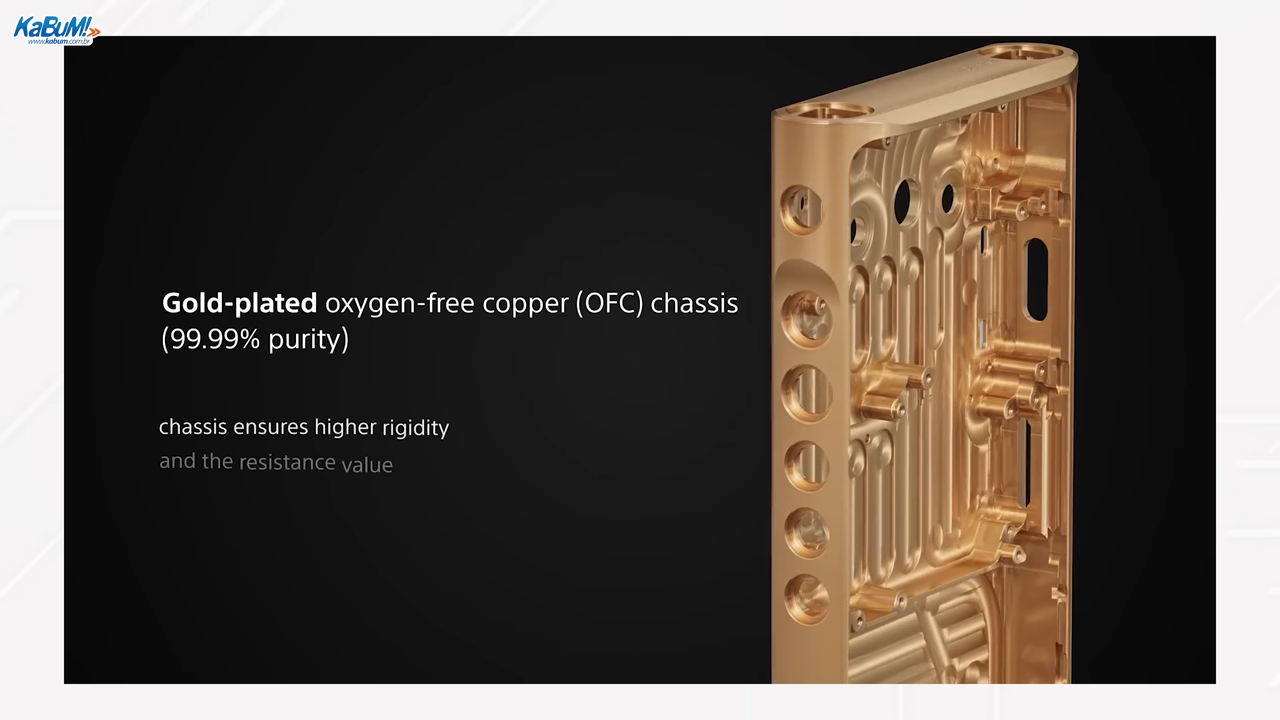 KaBuM!
www.kabum.com.br
Gold-plated oxygen-free copper (OFC) chassis
(99.99% purity)
chassis ensures higher rigidity
and the resistance value